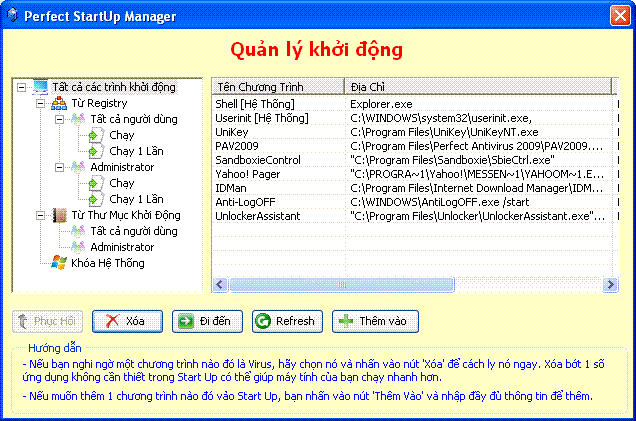 Perfect StartUp Manager
Quản lý khởi động
Tất cả các trình khởi động
Từ Registry
Tất cả người dùng
Chạy
Chạy 1 Lần
Administrator
Chạy
Chạy 1 Lần
Từ Thư Mục Khởi Động
Tất cả người dùng
Administrator
Khóa Hệ Thống
Tên Chương Trình Địa Chỉ
Shell [Hệ Thống] Explorer.exe
Userinit [Hệ Thống] C:\WINDOWS\system32\userinit.exe,
UniKey C:\Program Files\UniKey\UniKeyNT.exe
PAV2009 C:\Program Files\Perfect Antivirus 2009\PAV2009....
SandboxieControl "C:\Program Files\Sandboxie\SbieCtrl.exe"
Yahoo! Pager "C:\PROGRA~1\Yahoo!\MESSEN~1\YAHOOM~1.E...
IDMan C:\Program Files\Internet Download Manager\IDM...
Anti-LogOFF C:\WINDOWS\AntiLogOFF.exe /start
UnlockerAssistant "C:\Program Files\Unlocker\UnlockerAssistant.exe"...
Phục Hồi Xóa Đi đến Refresh Thêm vào
Hướng dẫn
- Nếu bạn nghi ngờ một chương trình nào đó là Virus, hãy chọn nó và nhấn vào nút 'Xóa' để cách ly nó ngay. Xóa bớt 1 số
ứng dụng không cần thiết trong Start Up có thể giúp máy tính của bạn chạy nhanh hơn.
- Nếu muốn thêm 1 chương trình nào đó vào Start Up, bạn nhấn vào nút 'Thêm Vào' và nhập đầy đủ thông tin để thêm.